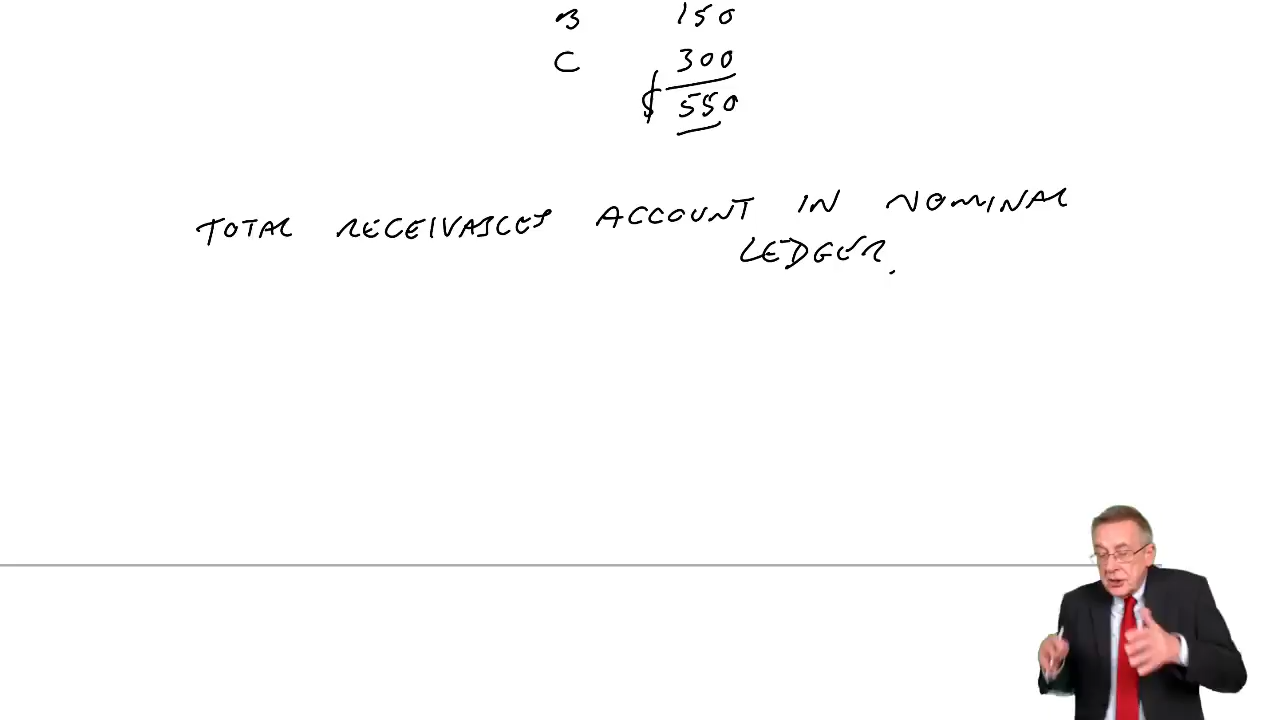 B 150
C 300
$ 550
TOTAL RECEIVABLES ACCOUNT IN NOMINAL
LEDGER.